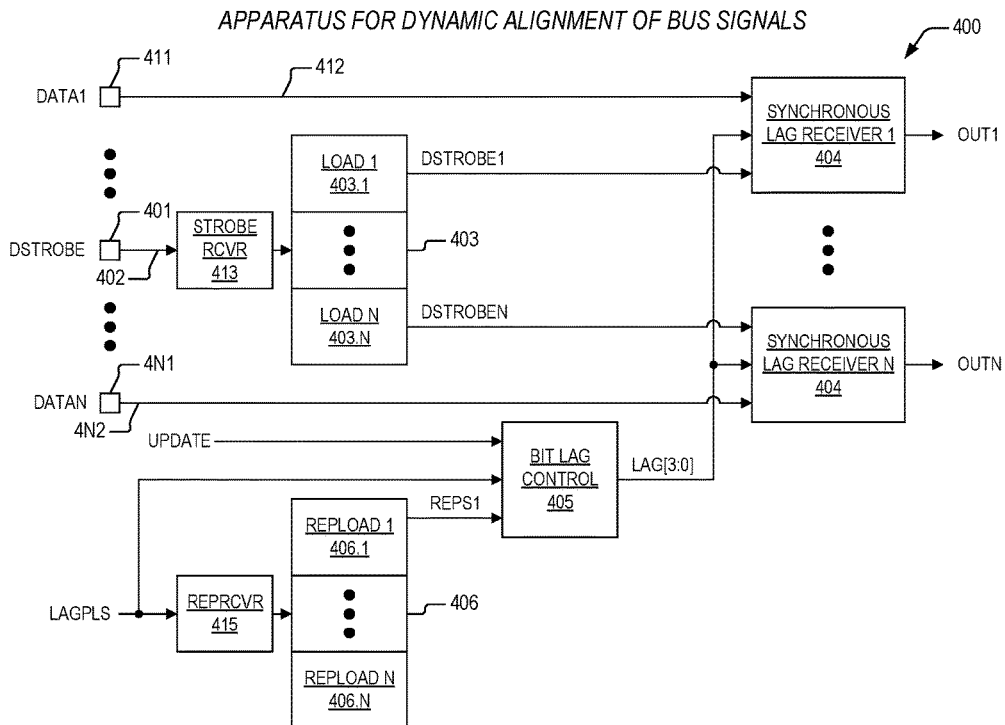 APPARATUS FOR DYNAMIC ALIGNMENT OF BUS SIGNALS
400
411
412
DATA1
SYNCHRONOUS
LAG RECEIVER 1
404
OUT1
LOAD 1
403.1
DSTROBE1
401
DSTROBE
402
STROBE
RCVR
413
403
LOAD N
403.N
DSTROBEN
SYNCHRONOUS
LAG RECEIVER N
404
OUTN
4N1
DATAN
4N2
UPDATE
BIT LAG
CONTROL
405
LAG[3:0]
REPS1
REPLOAD 1
406.1
LAGPLS
REPRCVR
415
406
REPLOAD N
406.N